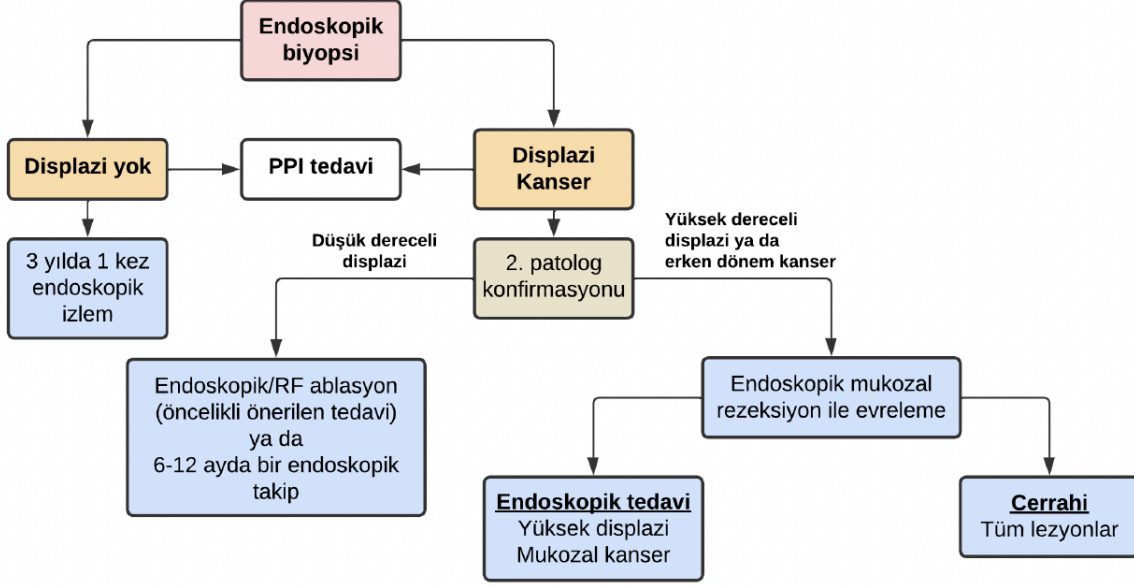 Endoskopik
biyopsi
Displazi yok
PPI tedavi
Displazi
Kanser
3 yılda 1 kez
endoskopik
izlem
Düşük dereceli
displazi
2. patolog
konfirmasyonu
Yüksek dereceli
displazi ya da
erken dönem kanser
Endoskopik/RF ablasyon
(öncelikli önerilen tedavi)
ya da
6-12 ayda bir endoskopik
takip
Endoskopik mukozal
rezeksiyon ile evreleme
Endoskopik tedavi
Yüksek displazi
Mukozal kanser
Cerrahi
Tüm lezyonlar